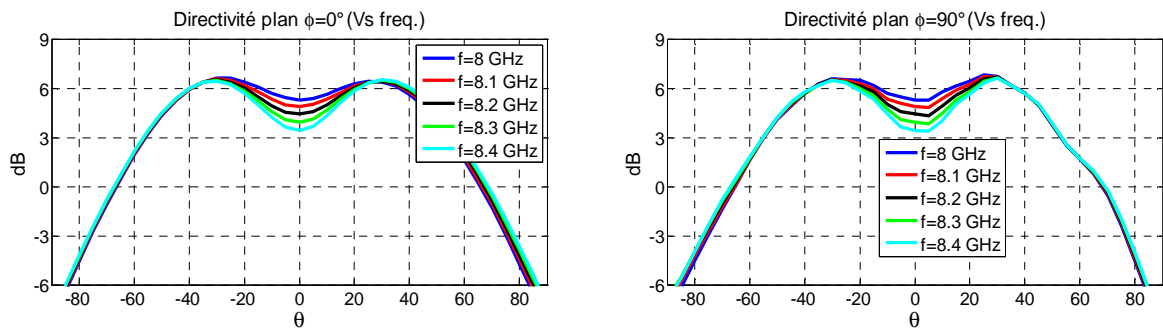 Directivité plan ϕ=0° (Vs freq.)
9
6
3
0
-3
-6
dB
-80 -60 -40 -20 0 20 40 60 80
θ
f=8 GHz
f=8.1 GHz
f=8.2 GHz
f=8.3 GHz
f=8.4 GHz
Directivité plan ϕ=90° (Vs freq.)
9
6
3
0
-3
-6
dB
-80 -60 -40 -20 0 20 40 60 80
θ
f=8 GHz
f=8.1 GHz
f=8.2 GHz
f=8.3 GHz
f=8.4 GHz